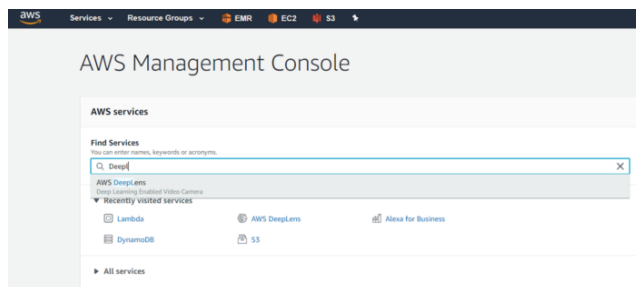 aws Services Resource Groups EMR EC2 S3
AWS Management Console
AWS services
Find Services
You can enter names, keywords or acronyms.
Deepl
AWS DeepLens
Deep Learning Enabled Video Camera
Recently visited services
Lambda AWS DeepLens Alexa for Business
DynamoDB S3
All services